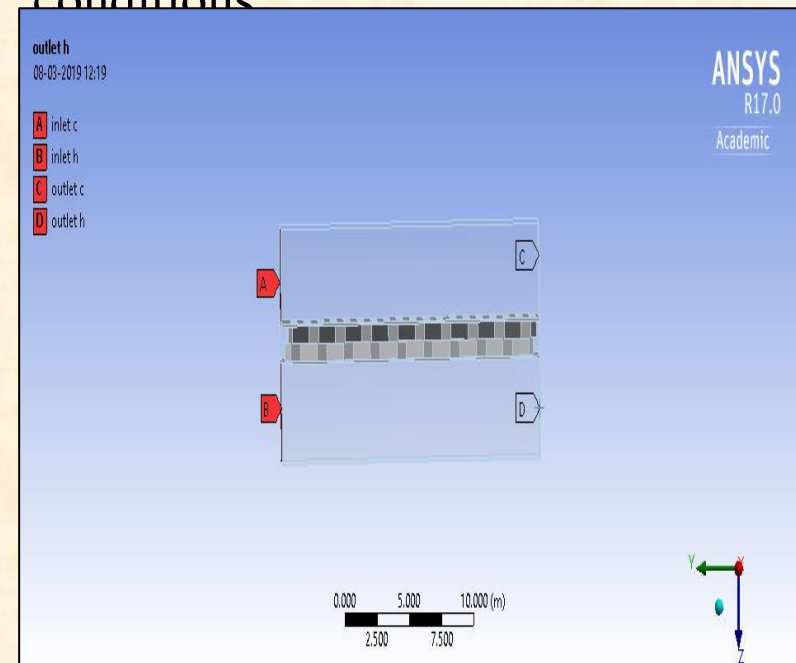 conditions
outlet h
08-03-2019 12:19
A inlet c
B inlet h
C outlet c
D outlet h
ANSYS
R17.0
Academic
C
A
B
D
0.000 5.000 10.000 (m)
2.500 7.500
Y
X
Z